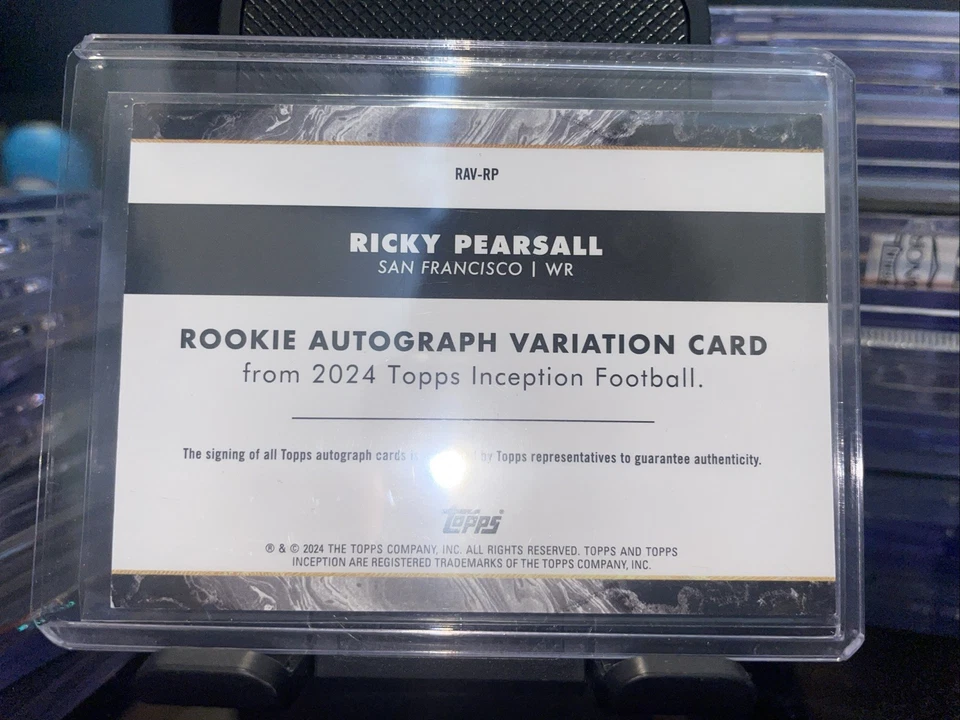 RAV-RP
RICKY PEARSALL
SAN FRANCISCO | WR
ROOKIE AUTOGRAPH VARIATION CARD
from 2024 Topps Inception Football.
The signing of all Topps autograph cards by Topps representatives to guarantee authenticity.
Topps
® & © 2024 THE TOPPS COMPANY, INC. ALL RIGHTS RESERVED. TOPPS AND TOPPS
INCEPTION ARE REGISTERED TRADEMARKS OF THE TOPPS COMPANY, INC.